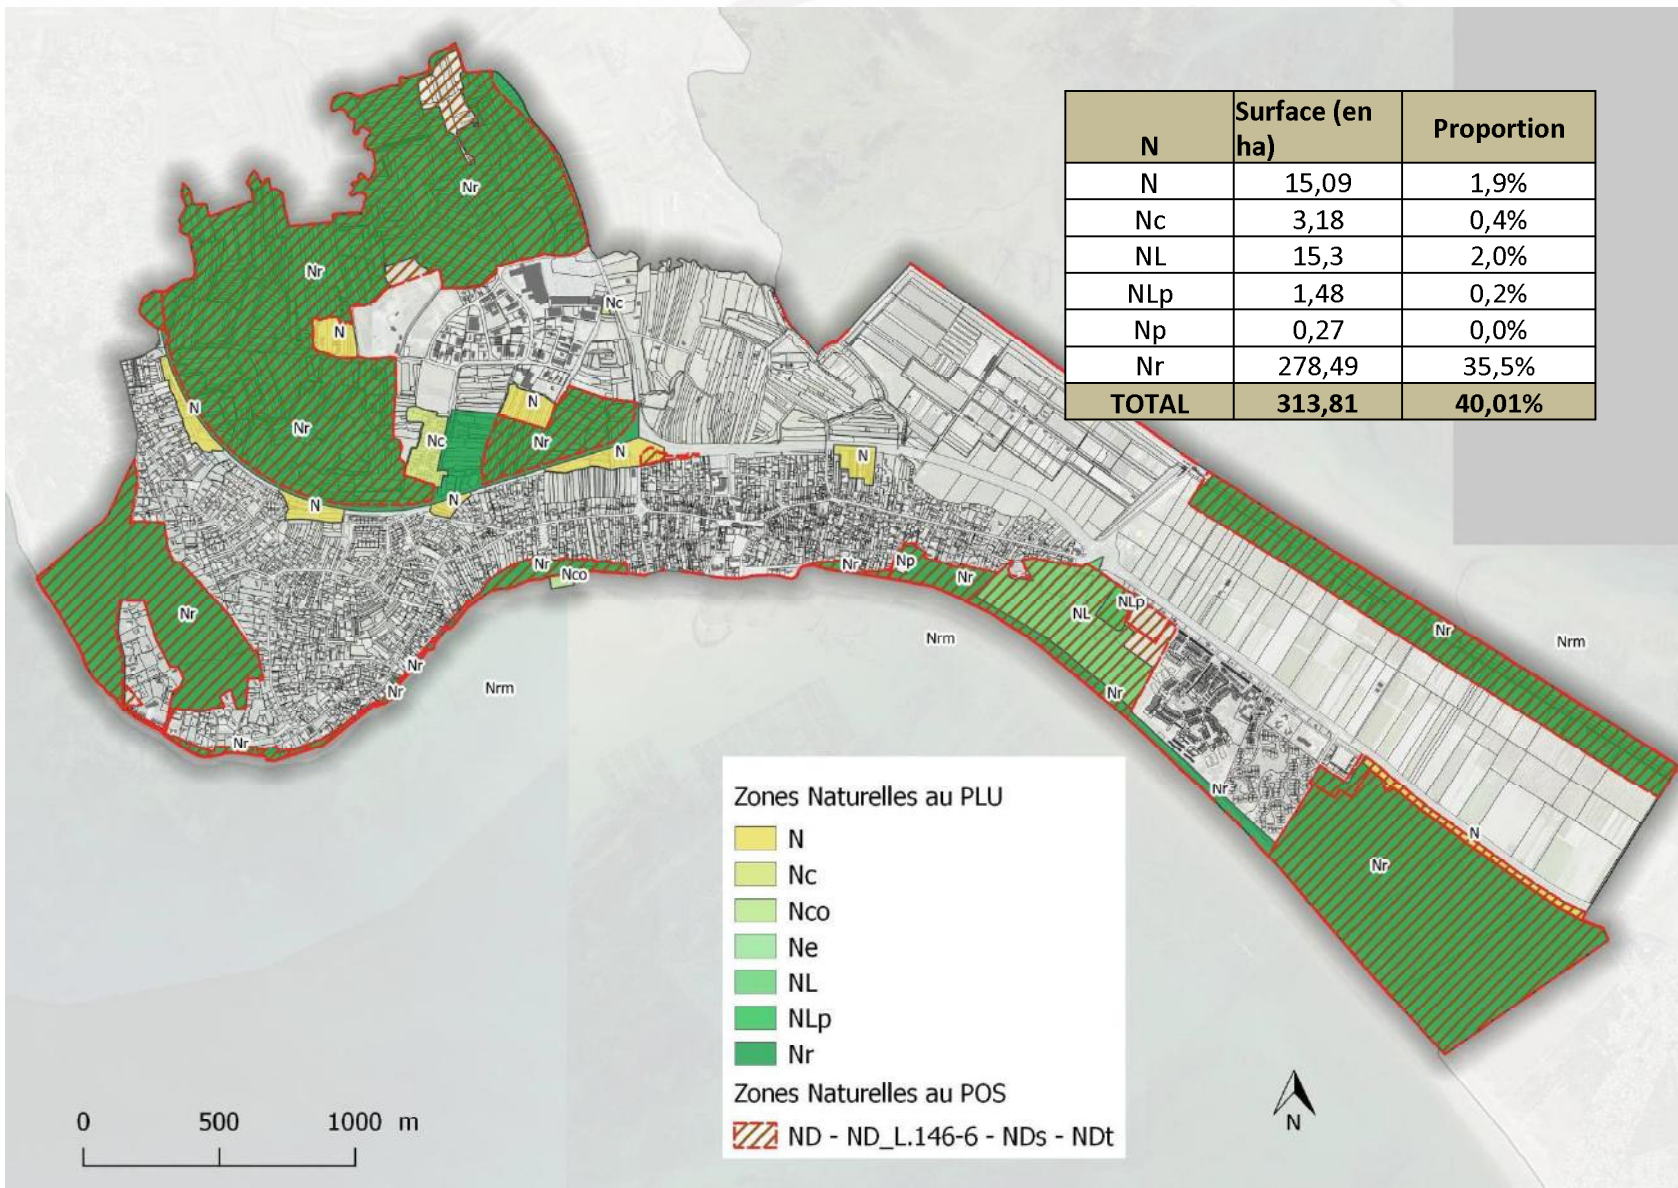 N Surface (en ha) Proportion
N 15,09 1,9%
Nc 3,18 0,4%
NL 15,3 2,0%
NLp 1,48 0,2%
Np 0,27 0,0%
Nr 278,49 35,5%
TOTAL 313,81 40,01%
Nr
Nr
Nc
N
N
N
Nr
Nc
Nr
N
N
N
N
Nr
Nco
Nr
Np
Nr
NL
NLp
Nr
Nrm
Nrm
Nr
Nr
Nr
Nrm
Nr
Nr
Nr
N
Nr
Zones Naturelles au PLU
N
Nc
Nco
Ne
NL
NLp
Nr
Zones Naturelles au POS
ND - ND_L.146-6 - NDs - NDt
0 500 1000 m
N